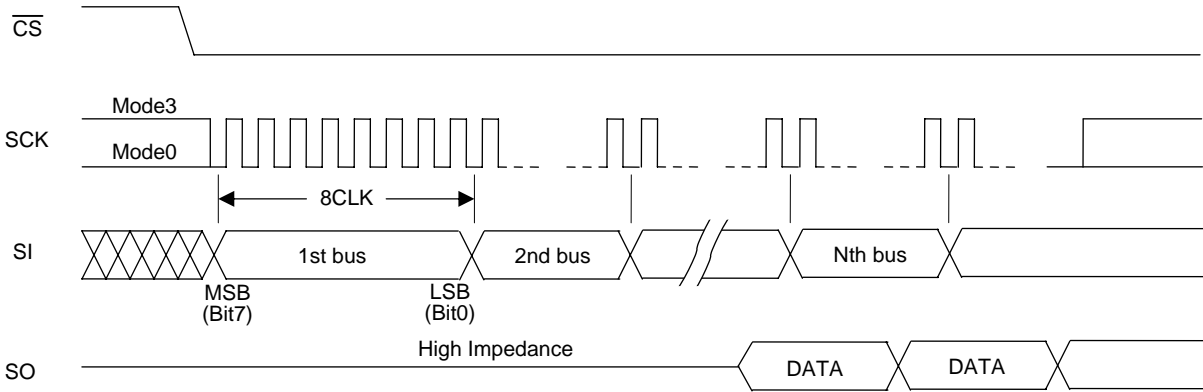 CS
Mode3
SCK
Mode0
8CLK
SI
1st bus
2nd bus
Nth bus
MSB
(Bit7)
LSB
(Bit0)
High Impedance
SO
DATA
DATA